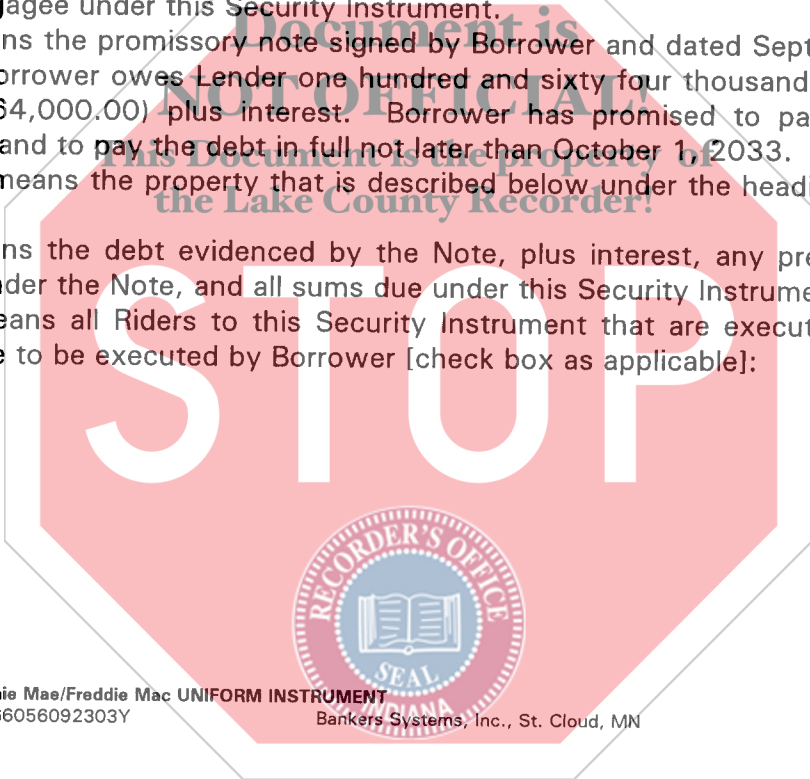 agee under this Security Instrument.
Document is
ns the promissory note signed by Borrower and dated Sept
orrower owes Lender one hundred and sixty four thousand
NOT OFFICIAL!
64,000.00) plus interest. Borrower has promised to pa
and to pay the debt in full not later than October 1, 2033.
This Document is the property of
means the property that is described below under the headi
the Lake County Recorder!
ns the debt evidenced by the Note, plus interest, any pre
der the Note, and all sums due under this Security Instrume
eans all Riders to this Security Instrument that are execut
e to be executed by Borrower [check box as applicable]:
STOP
RECORDER'S OFFICE
SEAL
INDIANA
ie Mae/Freddie Mac UNIFORM INSTRUMENT
6056092303Y
Bankers Systems, Inc., St. Cloud, MN